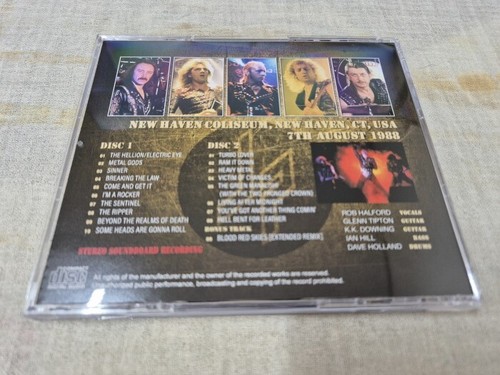 NEW HAVEN COLISEUM, NEW HAVEN, CT, USA
7TH AUGUST 1988
DISC 1
01 THE HELLION/ELECTRIC EYE
02 METAL GODS
03 SINNER
04 BREAKING THE LAW
05 COME AND GET IT
06 I'M A ROCKER
07 THE SENTINEL
08 THE RIPPER
09 BEYOND THE REALMS OF DEATH
10 SOME HEADS ARE GONNA ROLL
DISC 2
01 TURBO LOVER
02 RAM IT DOWN
03 HEAVY METAL
04 VICTIM OF CHANGES
05 THE GREEN MANALISHI
(WITH THE TWO PRONGED CROWN)
06 LIVING AFTER MIDNIGHT
07 YOU'VE GOT ANOTHER THING COMIN'
08 HELL BENT FOR LEATHER
BONUS TRACK
09 BLOOD RED SKIES (EXTENDED REMIX)
ROB HALFORD VOCALS
GLENN TIPTON GUITAR
K.K. DOWNING GUITAR
IAN HILL BASS
DAVE HOLLAND DRUMS
STEREO SOUNDBOARD RECORDING
All rights of the manufacturer and the owner of the recorded works are reserved.
Unauthorized public performance, broadcasting and copying of the record prohibited.